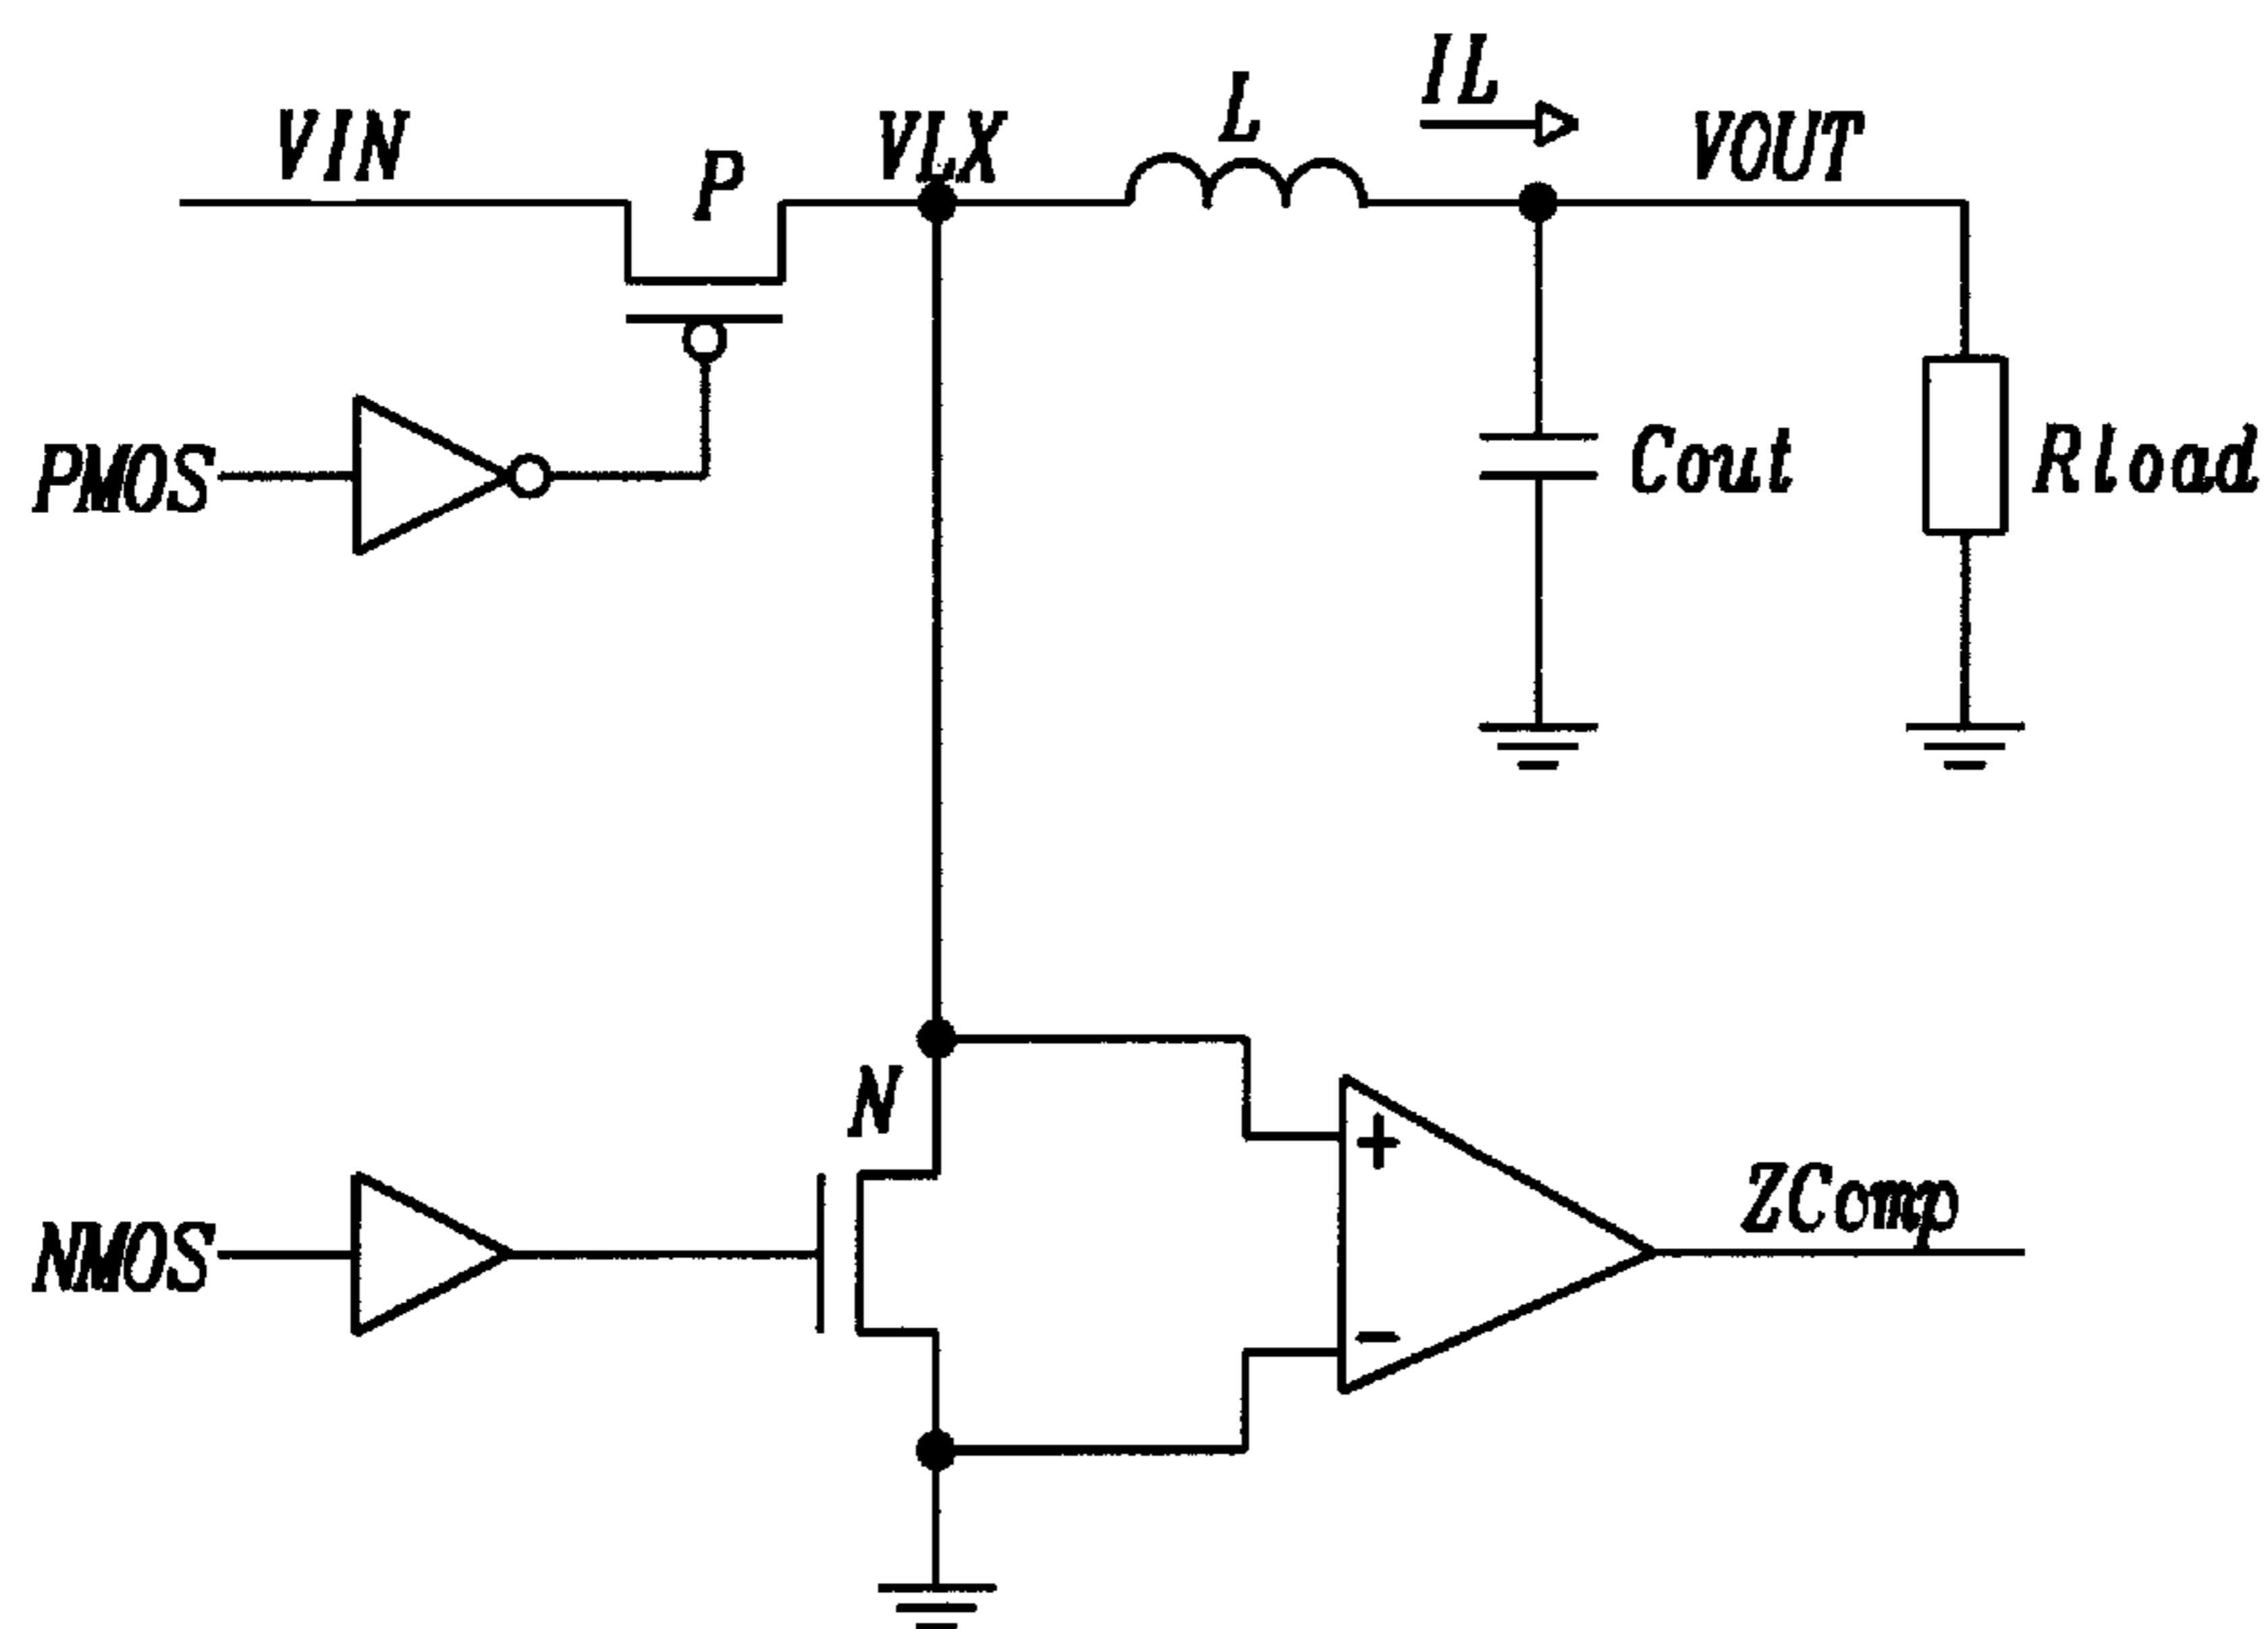 IL
L
VIN
VLX
VOUT
P
PMOS
Cout
Rload
N
+
ZComp
NMOS
-